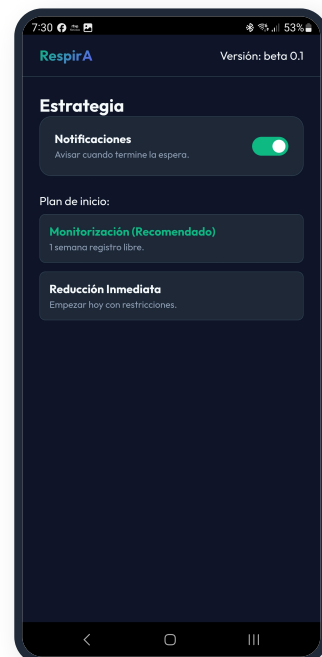 7:30 53%
RespirA Versión: beta 0.1
Estrategia
Notificaciones
Avisar cuando termine la espera.
Plan de inicio:
Monitorización (Recomendado)
1 semana registro libre.
Reducción Inmediata
Empezar hoy con restricciones.